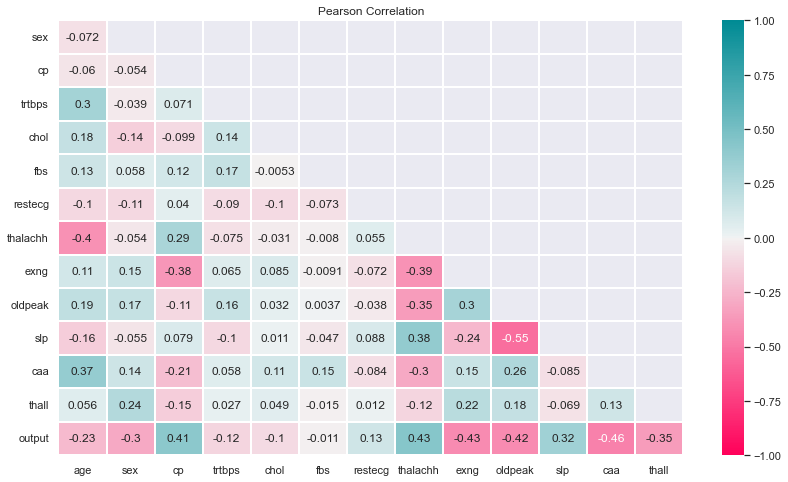 Pearson Correlation
sex -0.072
cp -0.06 -0.054
trtbps 0.3 -0.039 0.071
chol 0.18 -0.14 -0.099 0.14
fbs 0.13 0.058 0.12 0.17 -0.0053
restecg -0.1 -0.11 0.04 -0.09 -0.1 -0.073
thalachh -0.4 -0.054 0.29 -0.075 -0.031 -0.008 0.055
exng 0.11 0.15 -0.38 0.065 0.085 -0.0091 -0.072 -0.39
oldpeak 0.19 0.17 -0.11 0.16 0.032 0.0037 -0.038 -0.35 0.3
slp -0.16 -0.055 0.079 -0.1 0.011 -0.047 0.088 0.38 -0.24 -0.55
caa 0.37 0.14 -0.21 0.058 0.11 0.15 -0.084 -0.3 0.15 0.26 -0.085
thall 0.056 0.24 -0.15 0.027 0.049 -0.015 0.012 -0.12 0.22 0.18 -0.069 0.13
output -0.23 -0.3 0.41 -0.12 -0.1 -0.011 0.13 0.43 -0.43 -0.42 0.32 -0.46 -0.35
age sex cp trtbps chol fbs restecg thalachh exng oldpeak slp caa thall
1.00
0.75
0.50
0.25
0.00
−0.25
−0.50
−0.75
−1.00